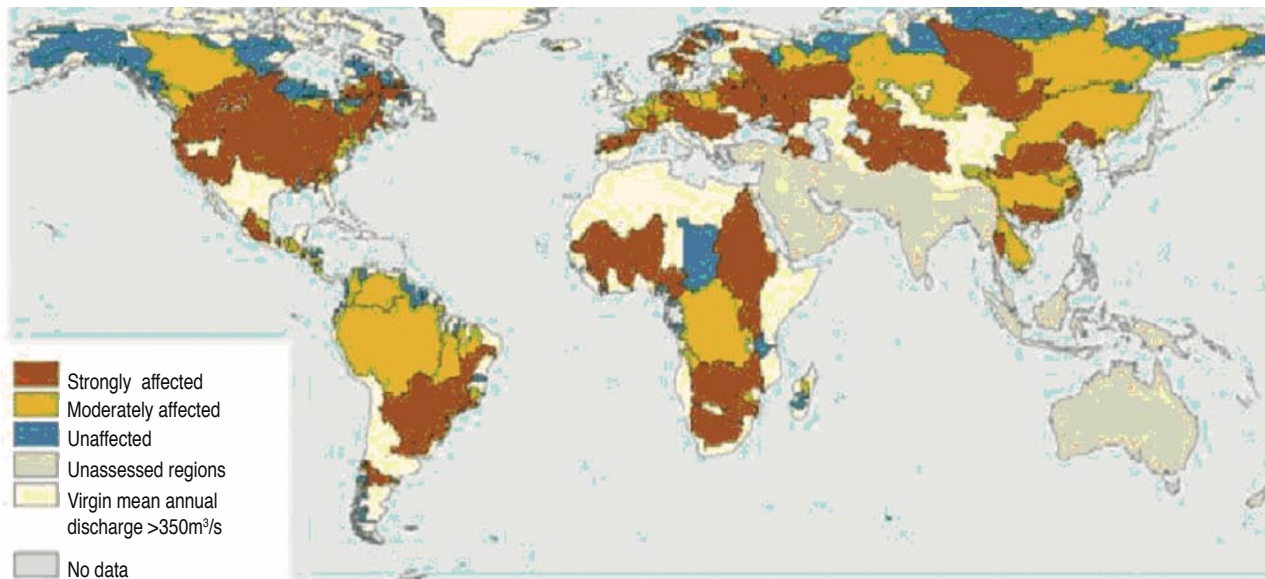 Strongly affected
Moderately affected
Unaffected
Unassessed regions
Virgin mean annual
discharge >350m³/s
No data